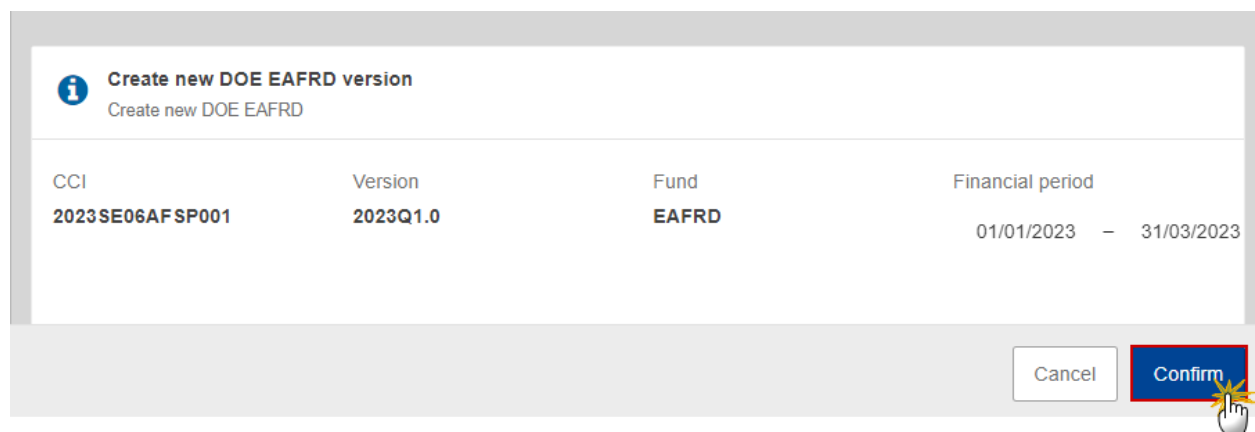 Create new DOE EAFRD version
Create new DOE EAFRD
CCI Version Fund Financial period
2023SE06AFSP001 2023Q1.0 EAFRD 01/01/2023 – 31/03/2023
Cancel Confirm